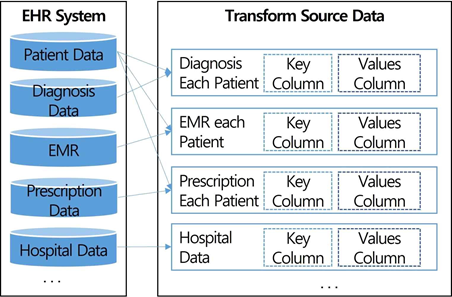 EHR System
Patient Data
Diagnosis
Data
EMR
Prescription
Data
Hospital Data
...
Transform Source Data
Diagnosis
Each Patient
Key
Column
Values
Column
EMR each
Patient
Key
Column
Values
Column
Prescription
Each Patient
Key
Column
Values
Column
Hospital
Data
Key
Column
Values
Column
...